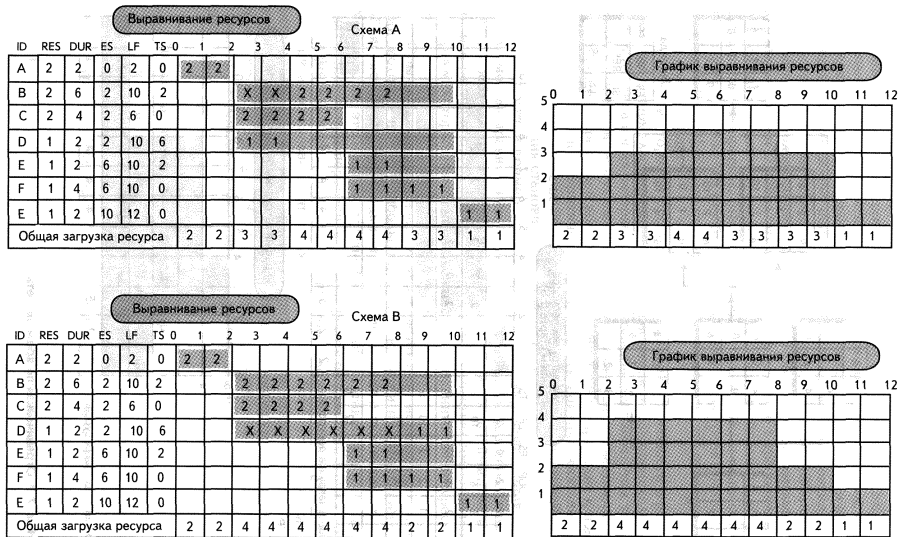 Выравнивание ресурсов
Схема А
ID RES DUR ES LF TS 0 1 2 3 4 5 6 7 8 9 10 11 12
A 2 2 0 2 0 2 2
B 2 6 2 10 2 X X 2 2 2 2
C 2 4 2 6 0 2 2 2 2
D 1 2 2 10 6 1 1
E 1 2 6 10 2 1 1
F 1 4 6 10 0 1 1 1 1
E 1 2 10 12 0 1 1
Общая загрузка ресурса 2 2 3 3 4 4 4 4 3 3 1 1
График выравнивания ресурсов
0 1 2 3 4 5 6 7 8 9 10 11 12
5
4
3
2
1
2 2 3 3 4 3 3 3 3 3 1 1
Выравнивание ресурсов
Схема В
ID RES DUR ES LF TS 0 1 2 3 4 5 6 7 8 9 10 11 12
A 2 2 0 2 0 2 2
B 2 6 2 10 2 2 2 2 2 2 2
C 2 4 2 6 0 2 2 2 2
D 1 2 2 10 6 X X X X X X 1 1
E 1 2 6 10 2 1 1
F 1 4 6 10 0 1 1 1 1
E 1 2 10 12 0 1 1
Общая загрузка ресурса 2 2 4 4 4 4 4 4 2 2 1 1
График выравнивания ресурсов
0 1 2 3 4 5 6 7 8 9 10 11 12
5
4
3
2
1
2 2 4 4 4 4 4 4 2 2 1 1